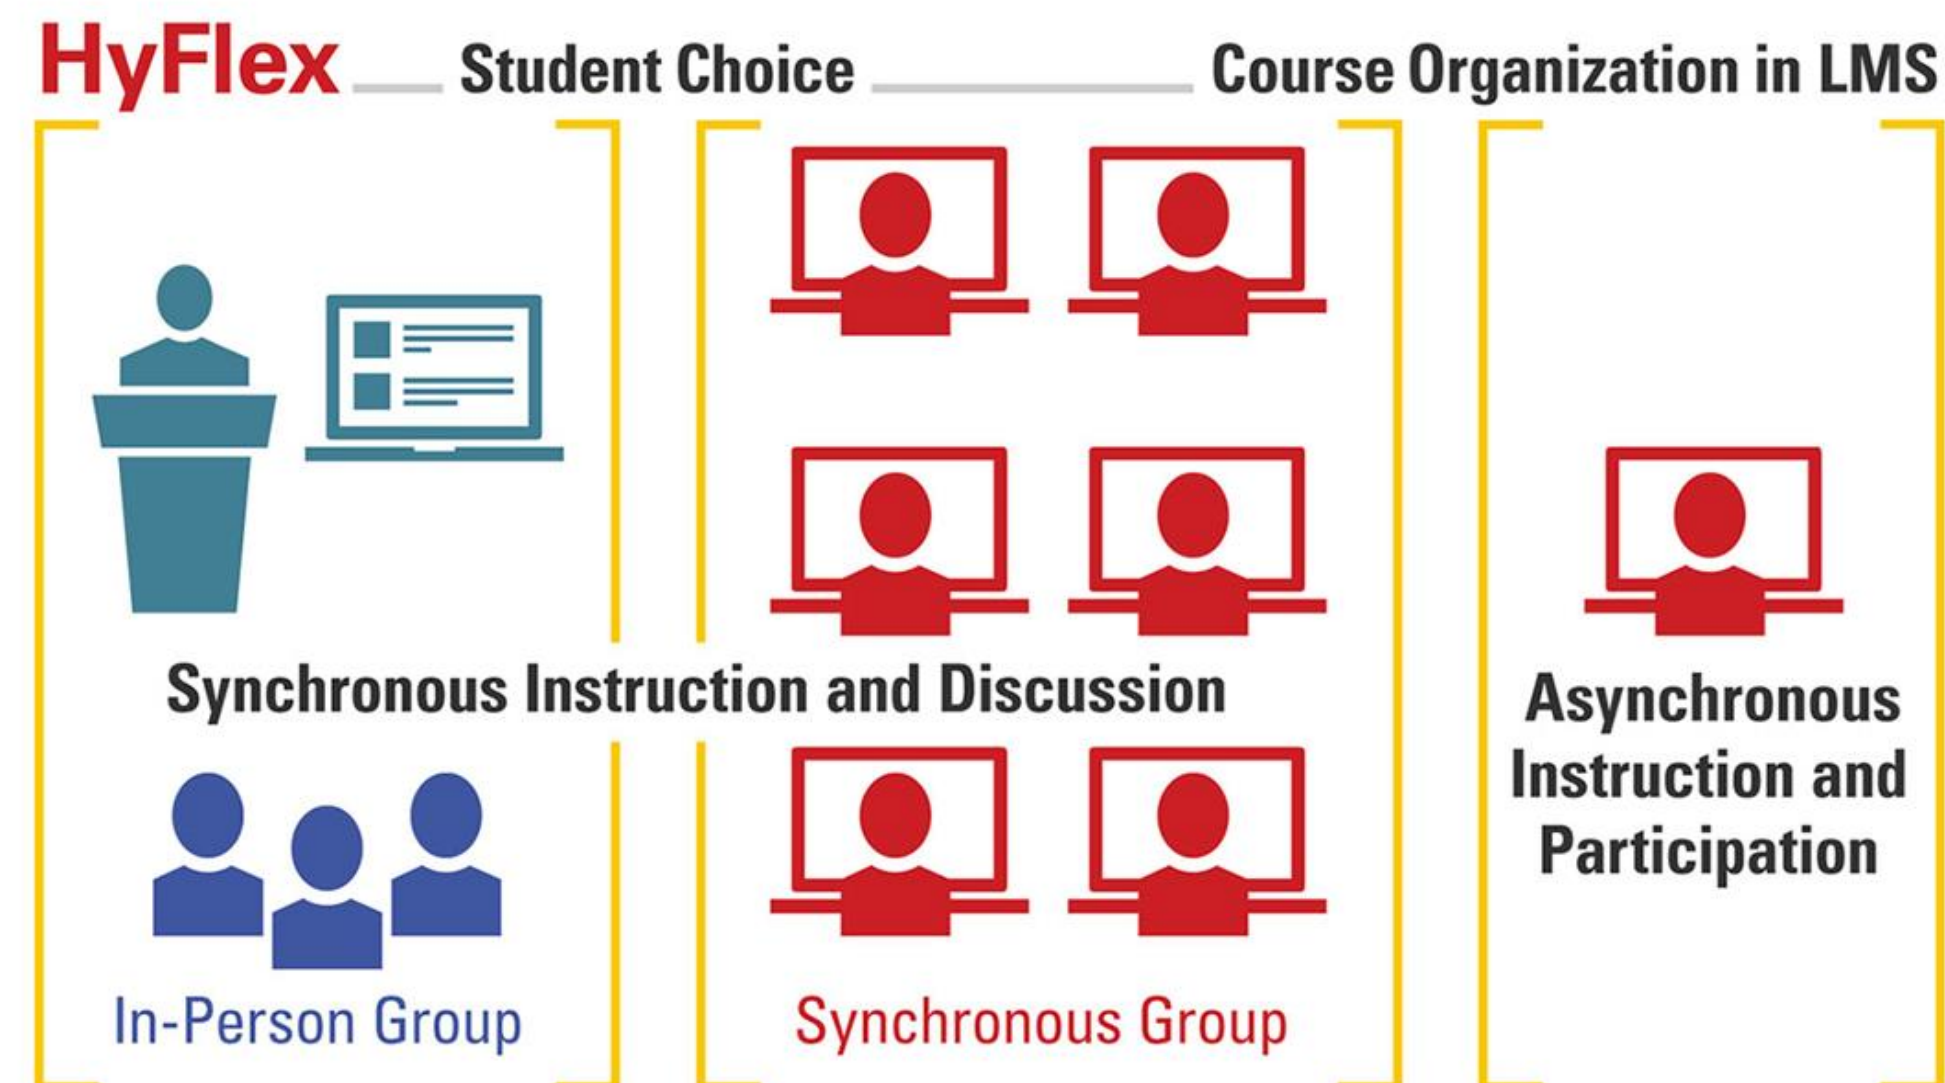 HyFlex Student Choice Course Organization in LMS
Synchronous Instruction and Discussion
In-Person Group
Synchronous Group
Asynchronous
Instruction and
Participation